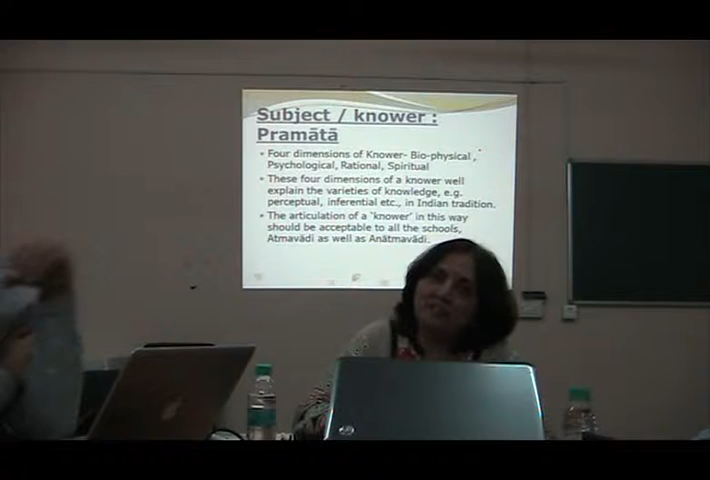 Subject / knower :
Pramātā
Four dimensions of Knower- Bio-physical ,
Psychological, Rational, Spiritual
These four dimensions of a knower well
explain the varieties of knowledge, e.g.
perceptual, inferential etc., in Indian tradition.
The articulation of a 'knower' in this way
should be acceptable to all the schools,
Atmavādi as well as Anātmavādi.